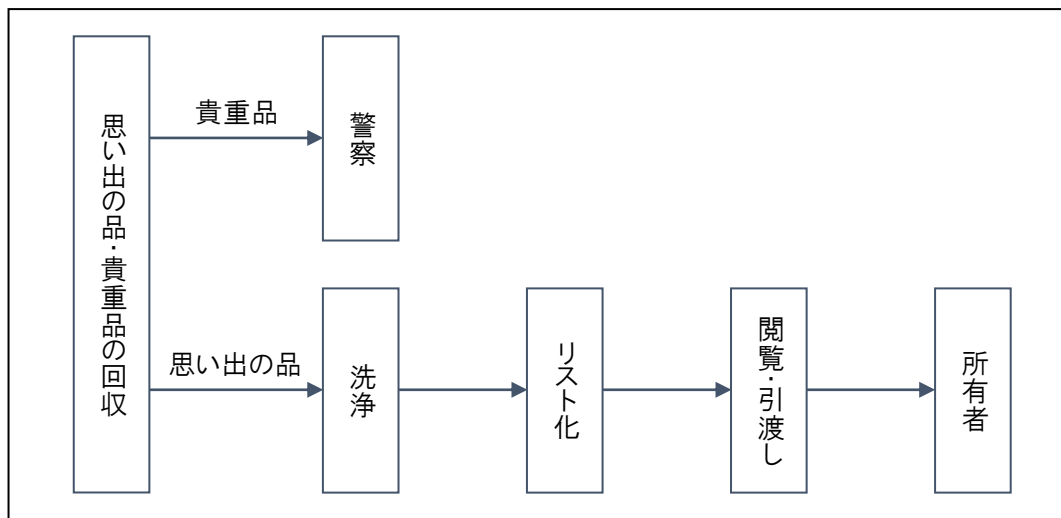 思い出の品・貴重品の回収
貴重品
警察
思い出の品
洗浄
リスト化
閲覧・引渡し
所有者